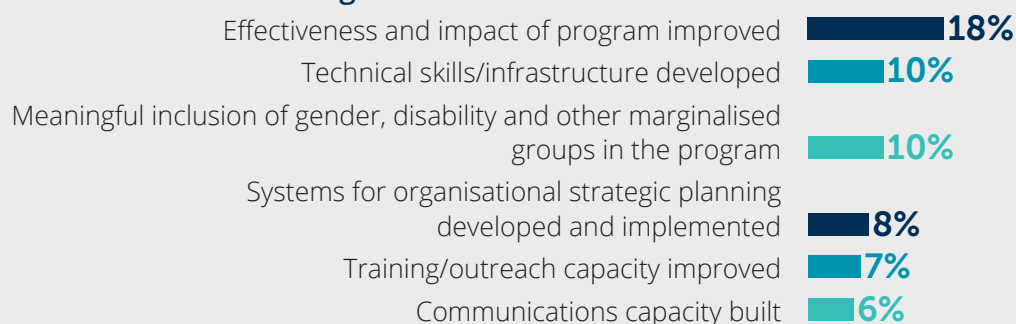 Effectiveness and impact of program improved 18%
Technical skills/infrastructure developed 10%
Meaningful inclusion of gender, disability and other marginalised
groups in the program 10%
Systems for organisational strategic planning
developed and implemented 8%
Training/outreach capacity improved 7%
Communications capacity built 6%